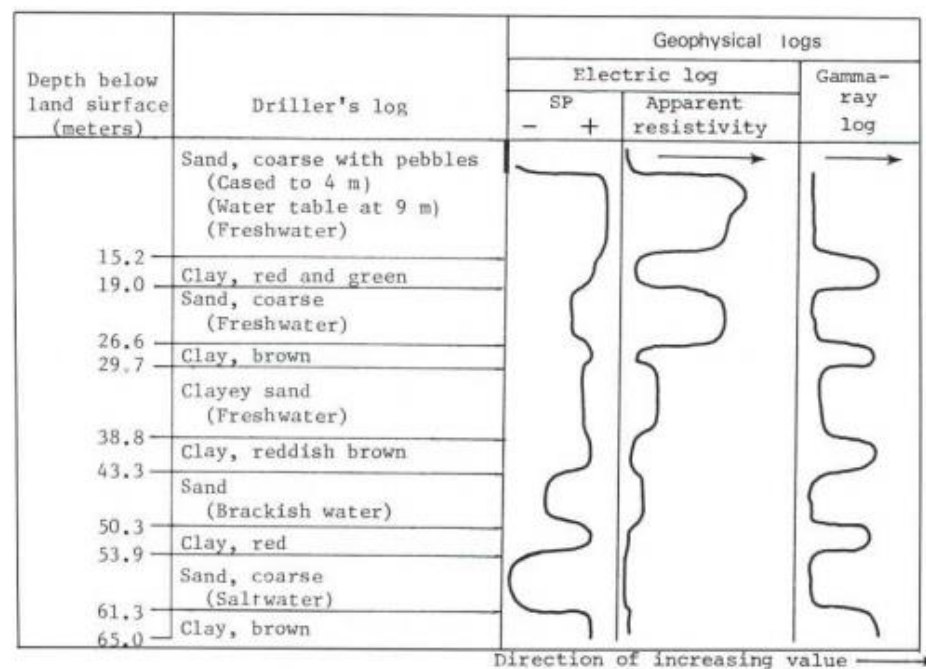 Geophysical logs
Depth below
land surface
(meters)
Driller's log
Electric log
Gamma-
ray
log
SP
- +
Apparent
resistivity
Sand, coarse with pebbles
(Cased to 4 m)
(Water table at 9 m)
(Freshwater)
15.2
Clay, red and green
19.0
Sand, coarse
(Freshwater)
26.6
Clay, brown
29.7
Clayey sand
(Freshwater)
38.8
Clay, reddish brown
43.3
Sand
(Brackish water)
50.3
Clay, red
53.9
Sand, coarse
(Saltwater)
61.3
Clay, brown
65.0
Direction of increasing value